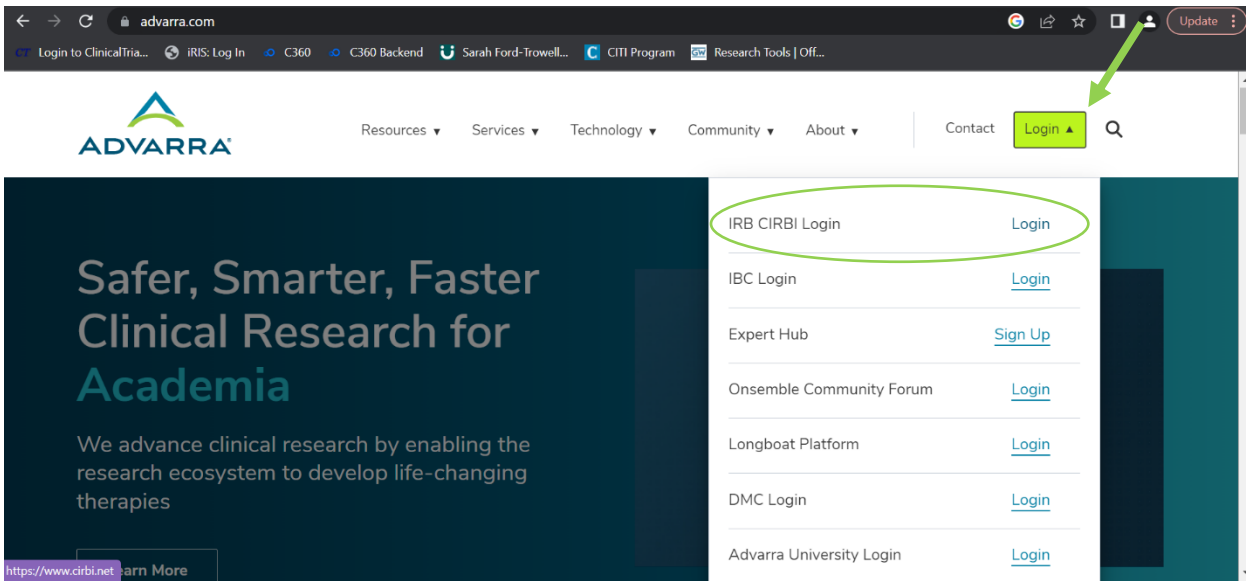 advarra.com
Update
CT Login to ClinicalTria... iRIS: Log In C360 C360 Backend Sarah Ford-Trowell... C CITI Program GW Research Tools | Off...
ADVARRA
Resources Services Technology Community About Contact Login
IRB CIRBI Login Login
IBC Login Login
Expert Hub Sign Up
Onsemble Community Forum Login
Longboat Platform Login
DMC Login Login
Advarra University Login Login
Safer, Smarter, Faster
Clinical Research for
Academia
We advance clinical research by enabling the
research ecosystem to develop life-changing
therapies
earn More
https://www.cirbi.net